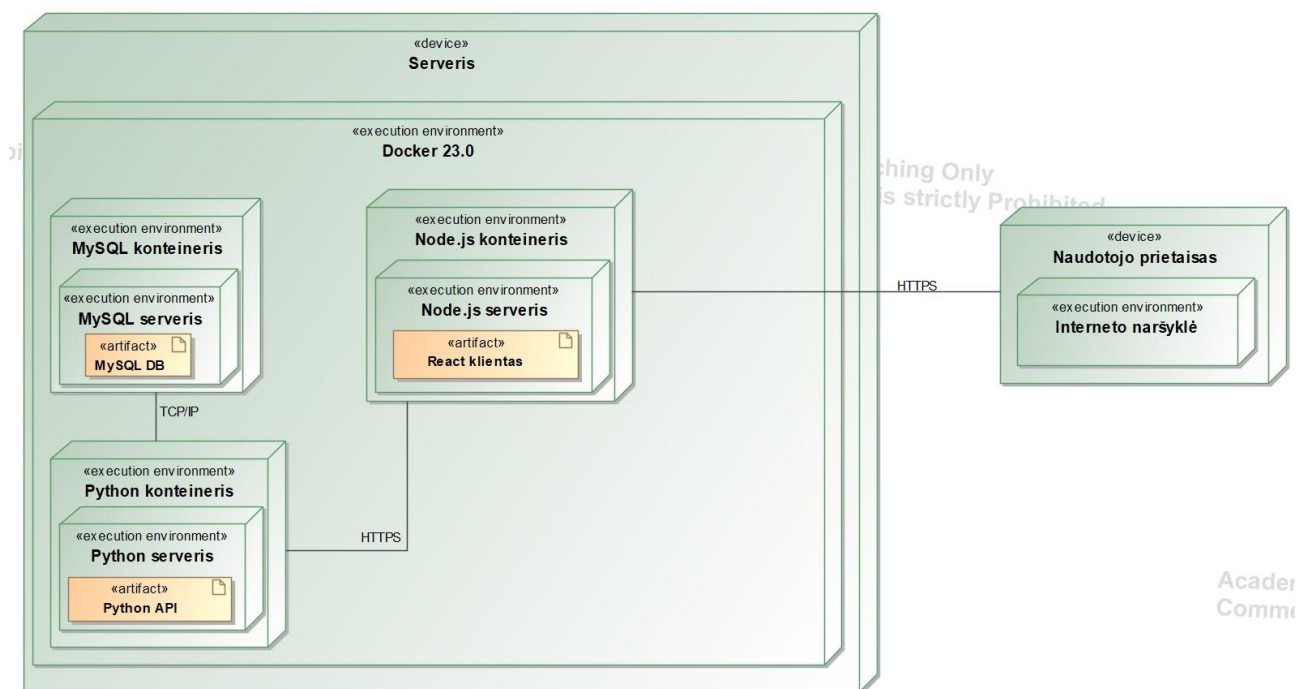 «device»
Serveris
«execution environment»
Docker 23.0
«execution environment»
MySQL konteineris
«execution environment»
MySQL serveris
«artifact»
MySQL DB
TCP/IP
«execution environment»
Python konteineris
«execution environment»
Python serveris
«artifact»
Python API
HTTPS
«execution environment»
Node.js konteineris
«execution environment»
Node.js serveris
«artifact»
React klientas
HTTPS
«device»
Naudotojo prietaisas
«execution environment»
Interneto naršyklė
Only
is strictly Prohibited